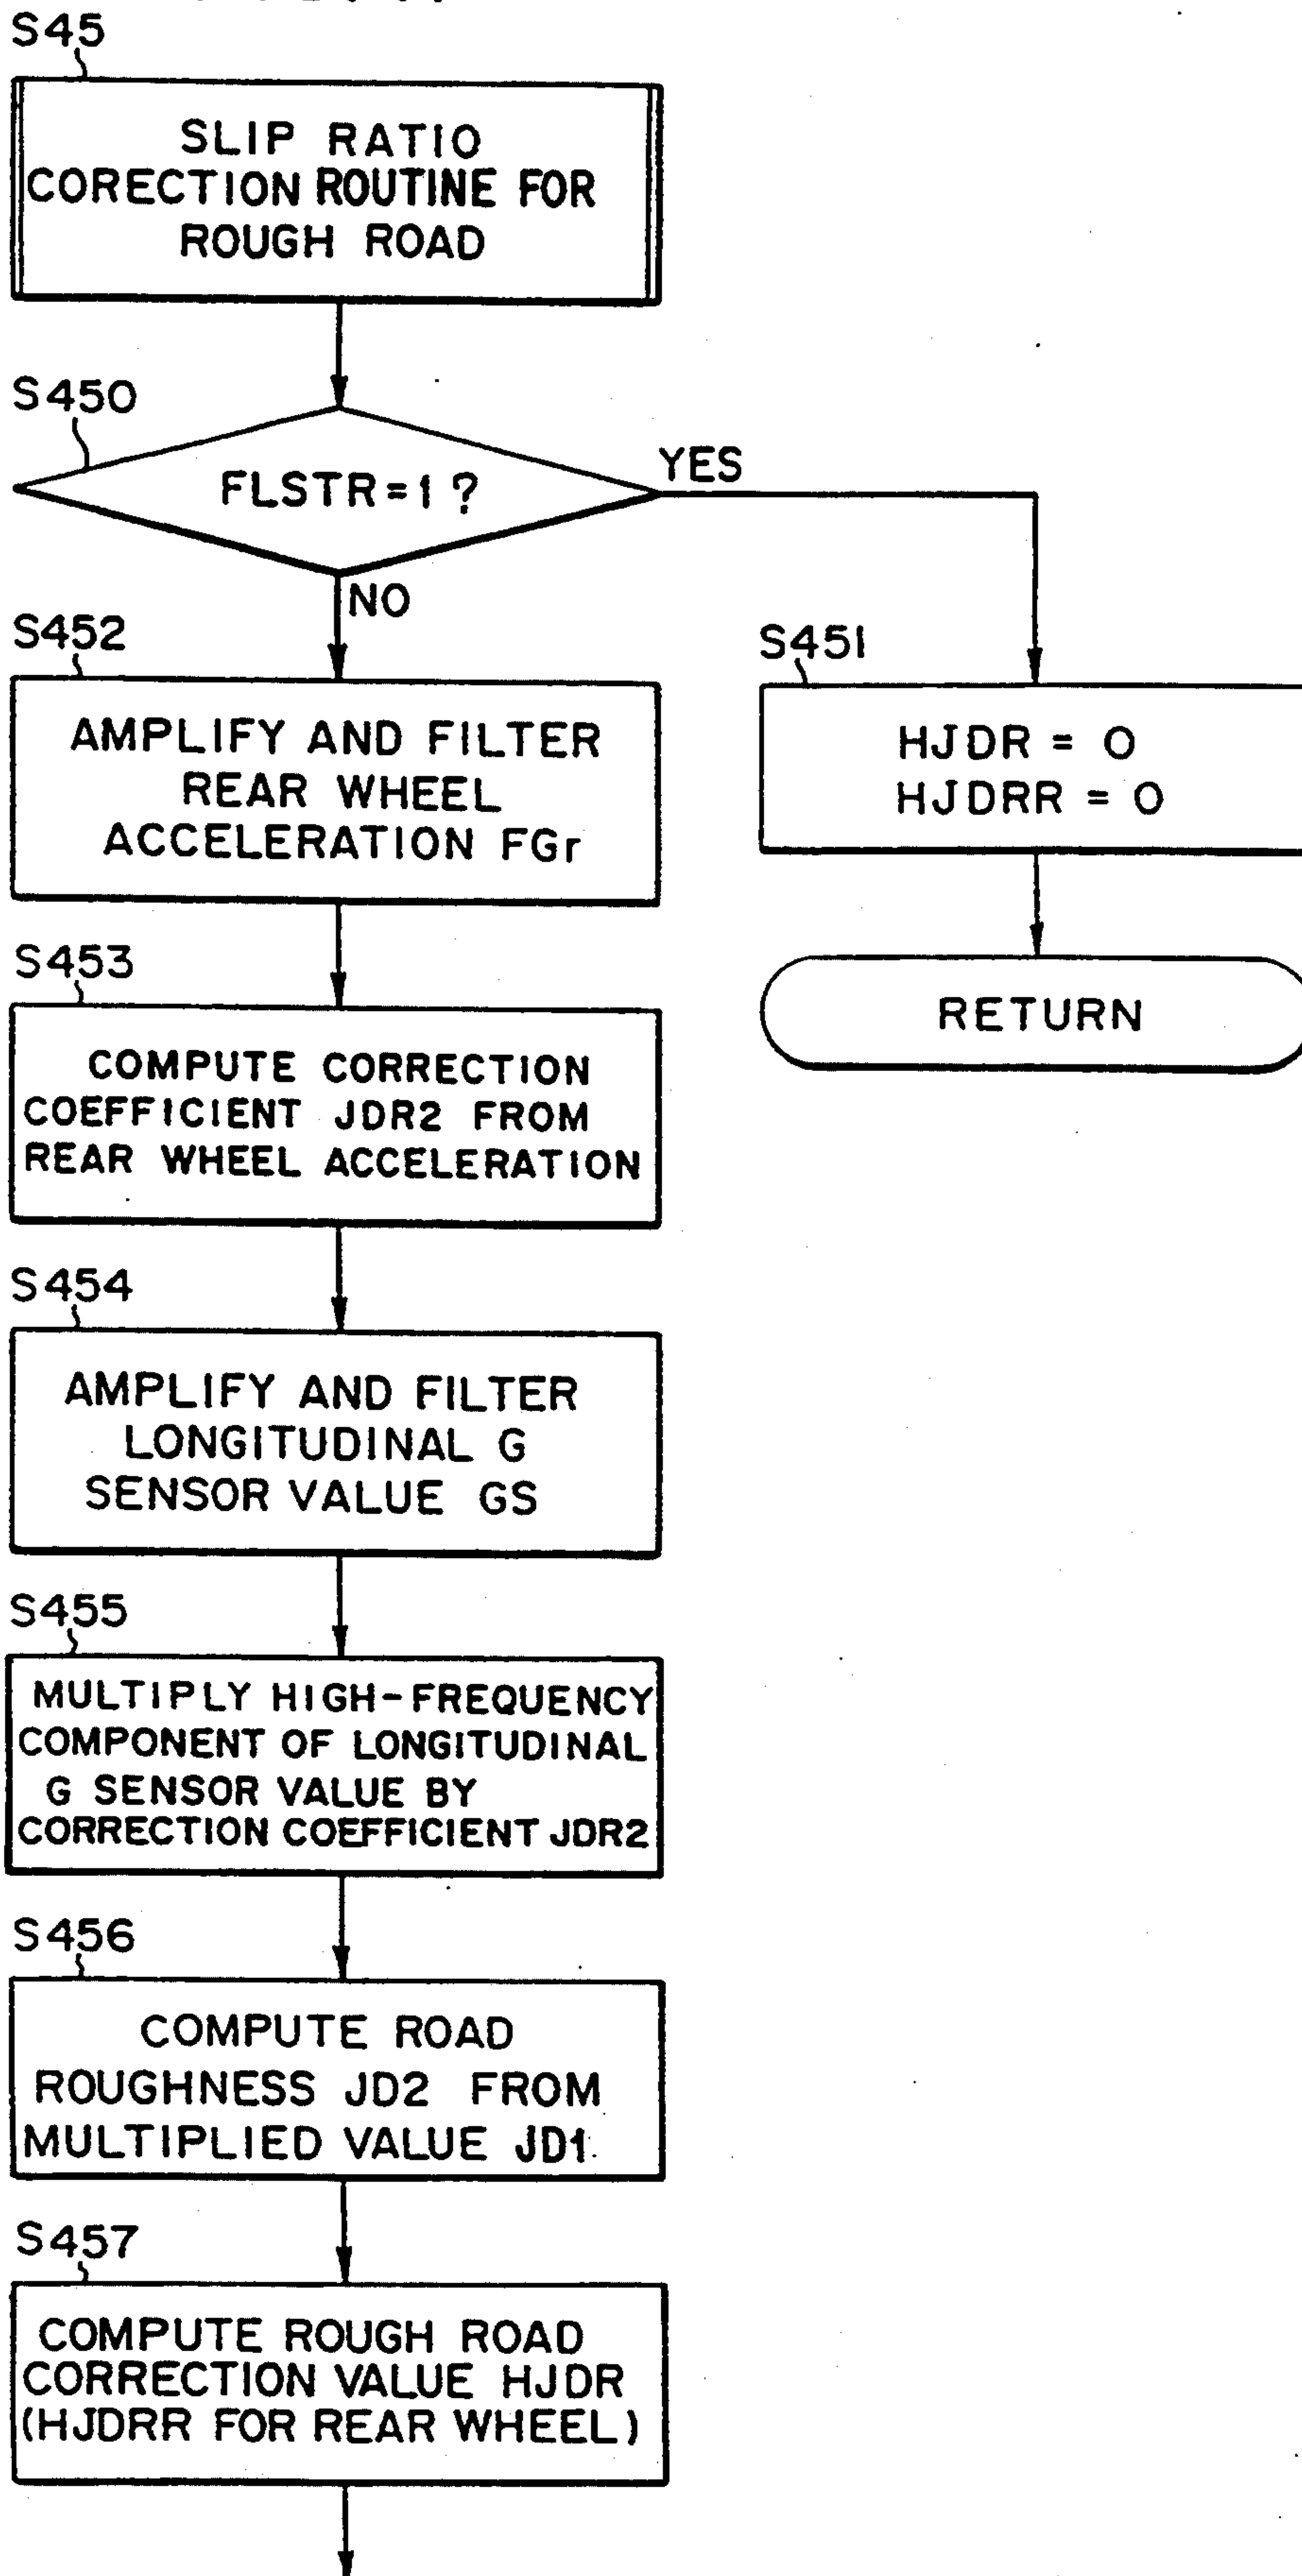 S45
SLIP RATIO
CORECTION ROUTINE FOR
ROUGH ROAD
S450
FLSTR=1 ?
YES
NO
S452
AMPLIFY AND FILTER
REAR WHEEL
ACCELERATION FGr
S451
HJDR = 0
HJDRR = 0
RETURN
S453
COMPUTE CORRECTION
COEFFICIENT JDR2 FROM
REAR WHEEL ACCELERATION
S454
AMPLIFY AND FILTER
LONGITUDINAL G
SENSOR VALUE GS
S455
MULTIPLY HIGH-FREQUENCY
COMPONENT OF LONGITUDINAL
G SENSOR VALUE BY
CORRECTION COEFFICIENT JDR2
S456
COMPUTE ROAD
ROUGHNESS JD2 FROM
MULTIPLIED VALUE JD1
S457
COMPUTE ROUGH ROAD
CORRECTION VALUE HJDR
(HJDRR FOR REAR WHEEL)